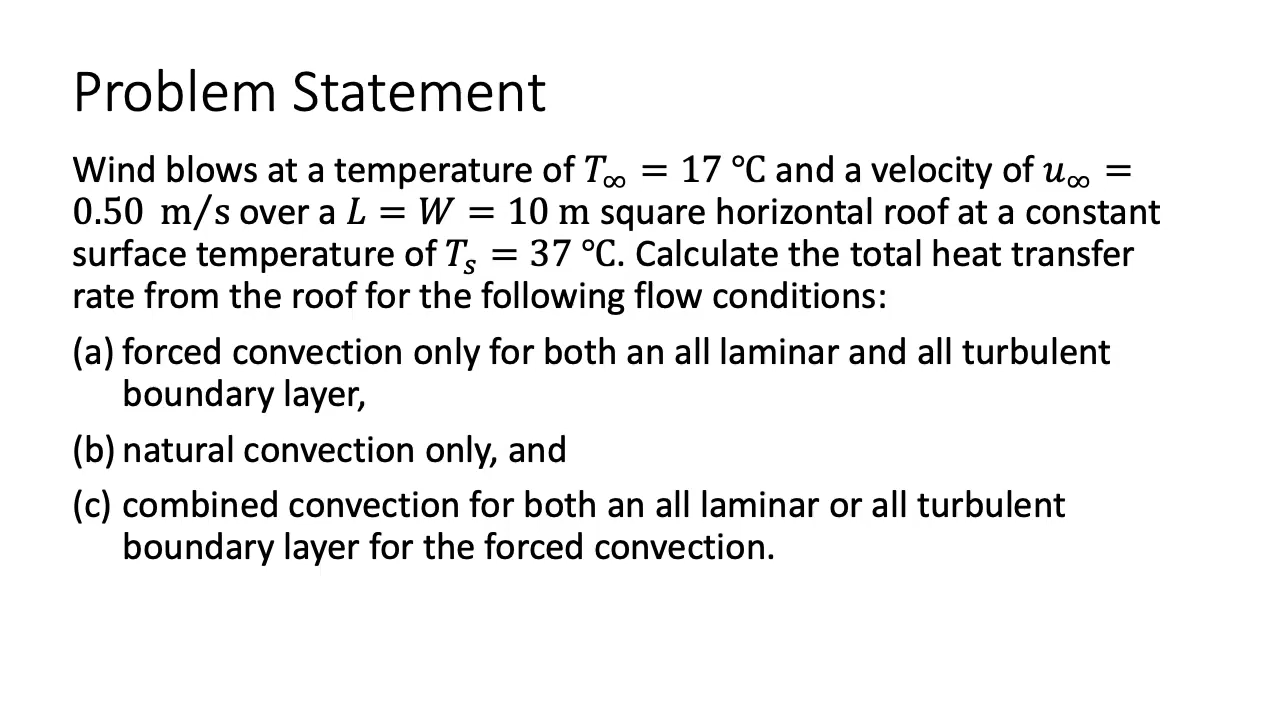 Problem Statement
Wind blows at a temperature of 𝑇∞ = 17 ℃ and a velocity of 𝑢∞ =
0.50 m/s over a 𝐿 = 𝑊 = 10 m square horizontal roof at a constant
surface temperature of 𝑇𝑠 = 37 ℃. Calculate the total heat transfer
rate from the roof for the following flow conditions:
(a) forced convection only for both an all laminar and all turbulent
boundary layer,
(b) natural convection only, and
(c) combined convection for both an all laminar or all turbulent
boundary layer for the forced convection.